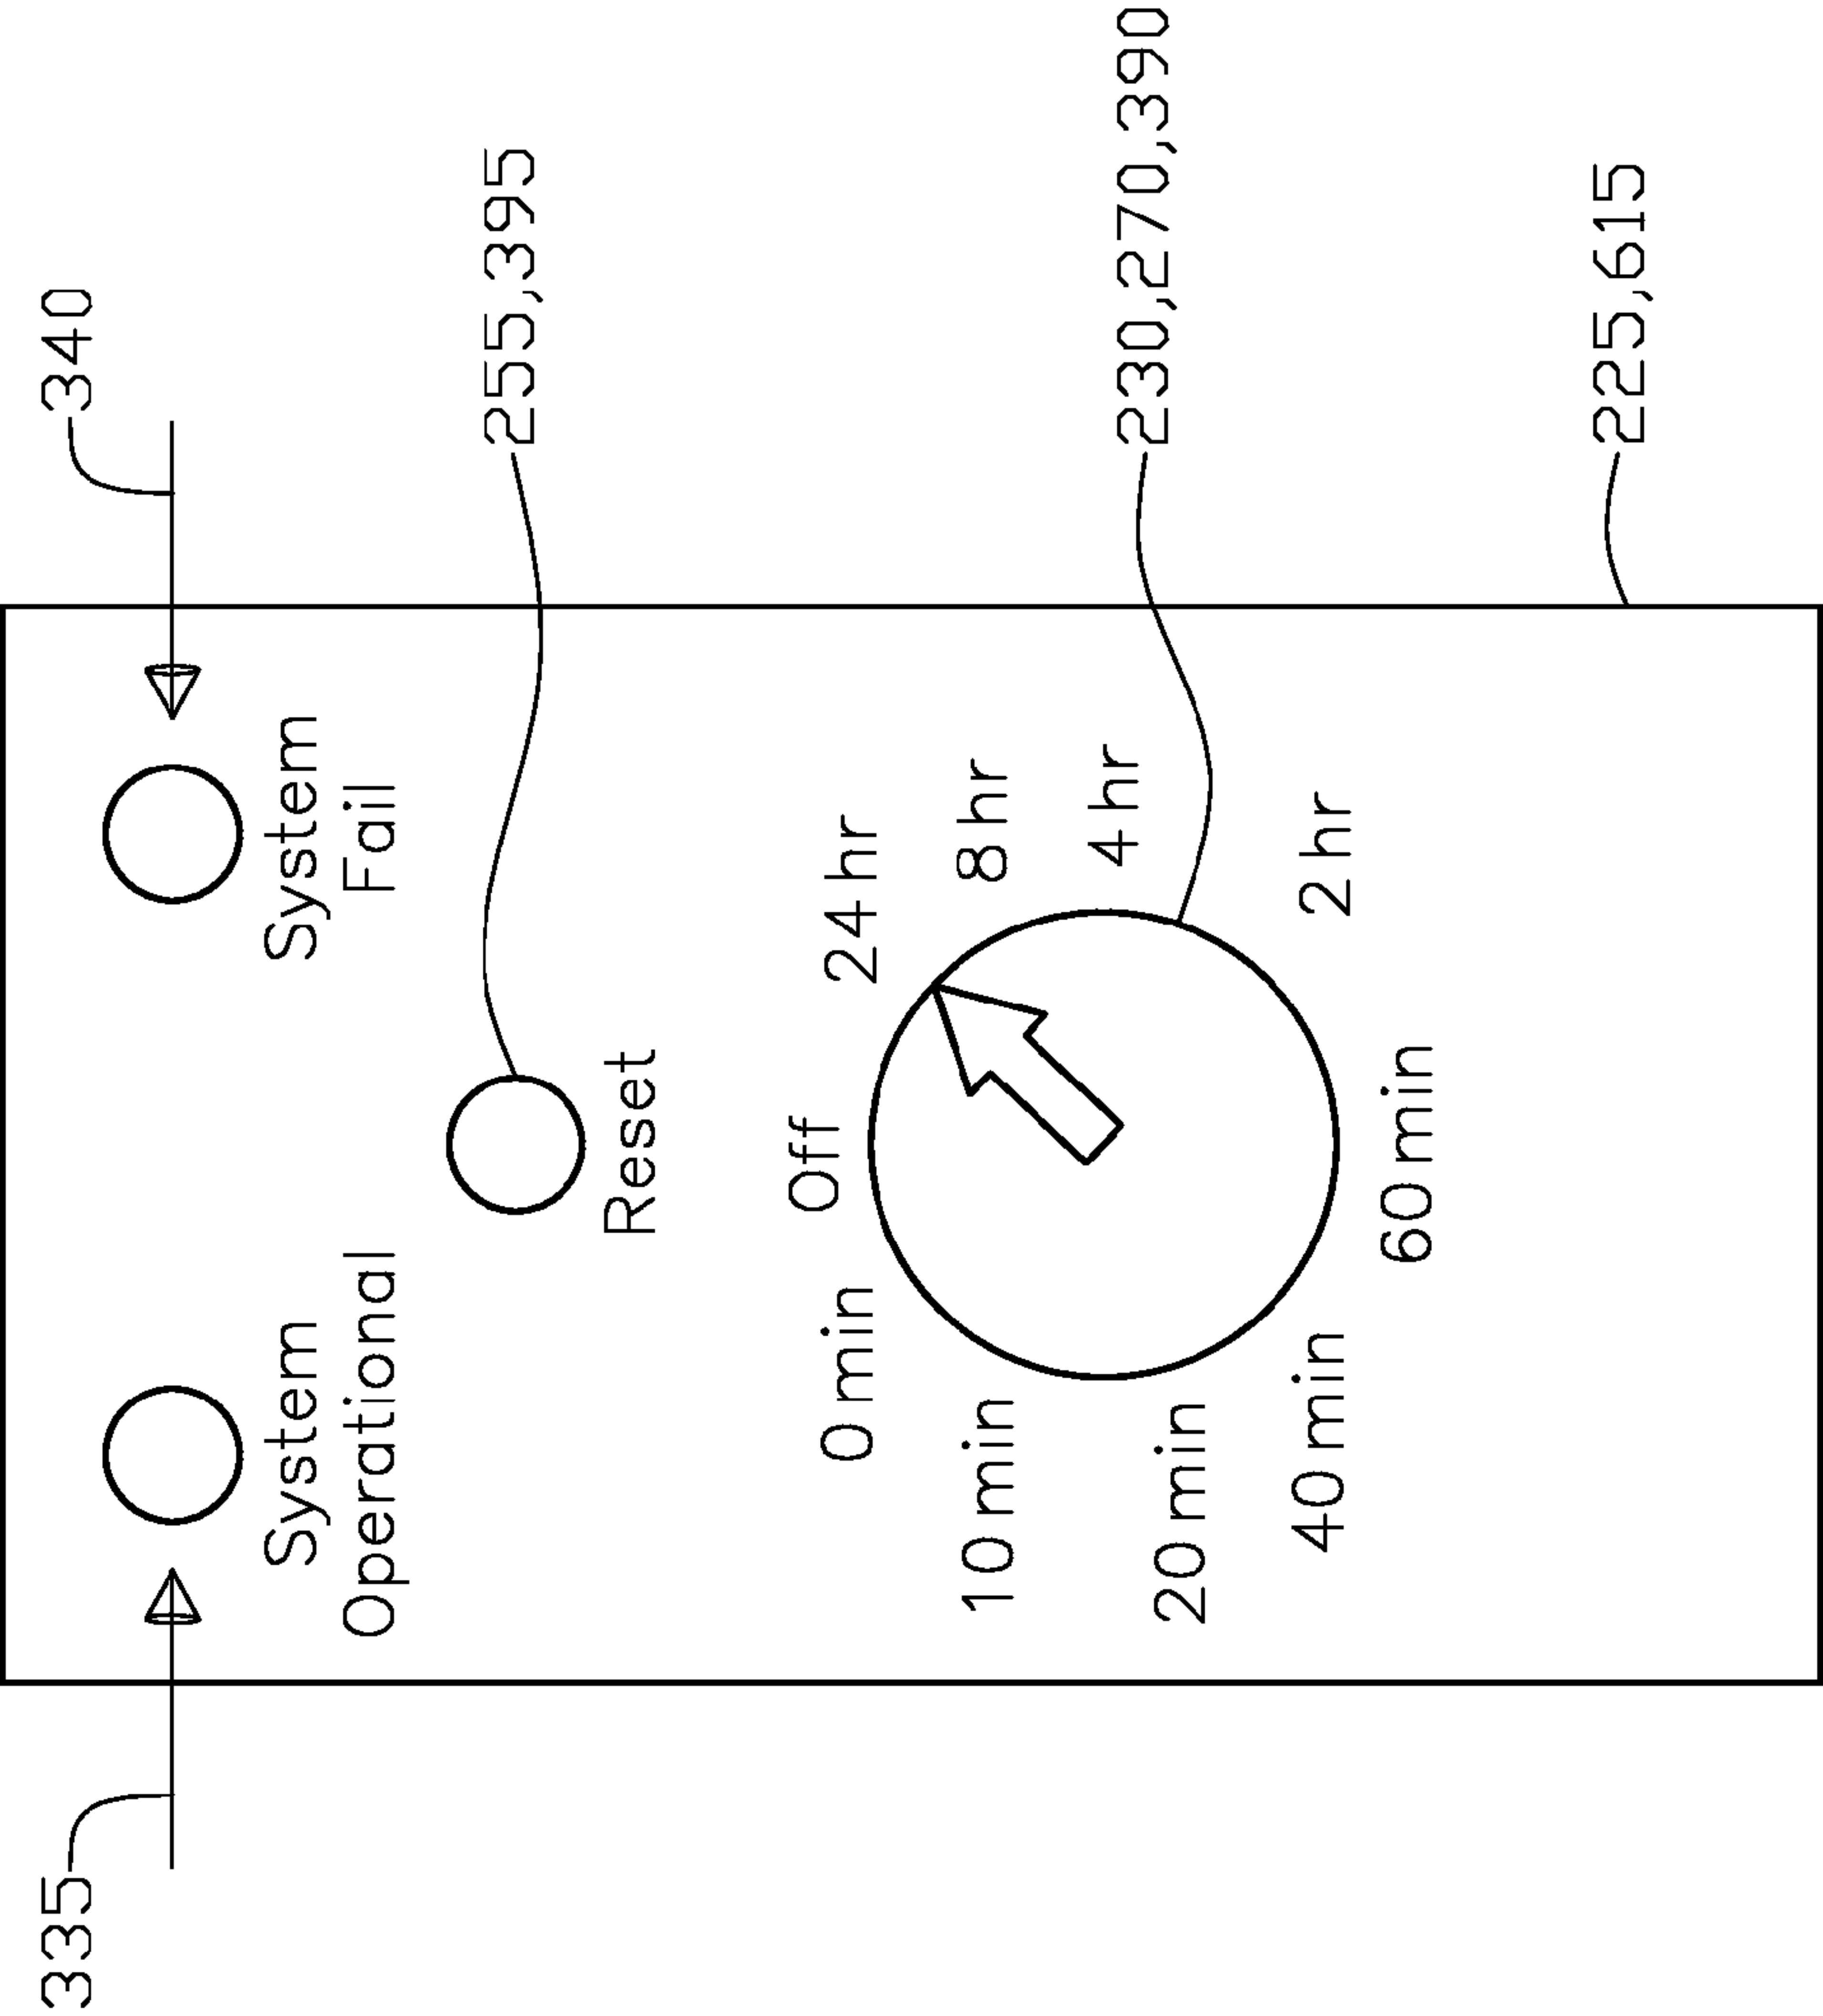 335
340
System
Operational
System
Fail
255,395
Reset
Off
0 min
24 hr
10 min
8 hr
4 hr
230,270,390
20 min
40 min
2 hr
60 min
225,615